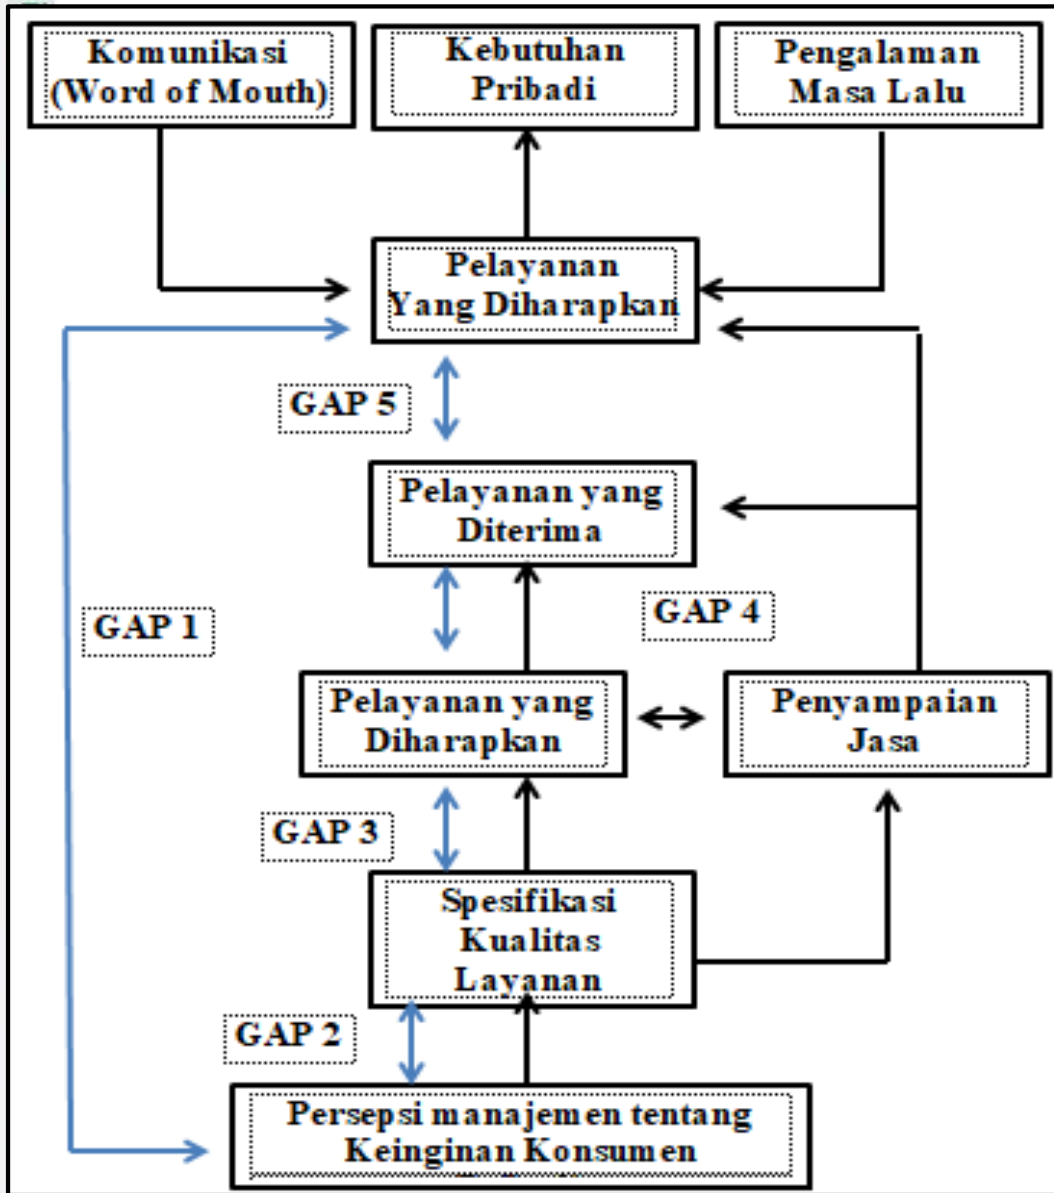 Komunikasi
(Word of Mouth)
Kebutuhan
Pribadi
Pengalaman
Masa Lalu
Pelayanan
Yang Diharapkan
GAP 5
Pelayanan yang
Diterima
GAP 1
GAP 4
Pelayanan yang
Diharapkan
Penyampaian
Jasa
GAP 3
Spesifikasi
Kualitas
Layanan
GAP 2
Persepsi manajemen tentang
Keinginan Konsumen